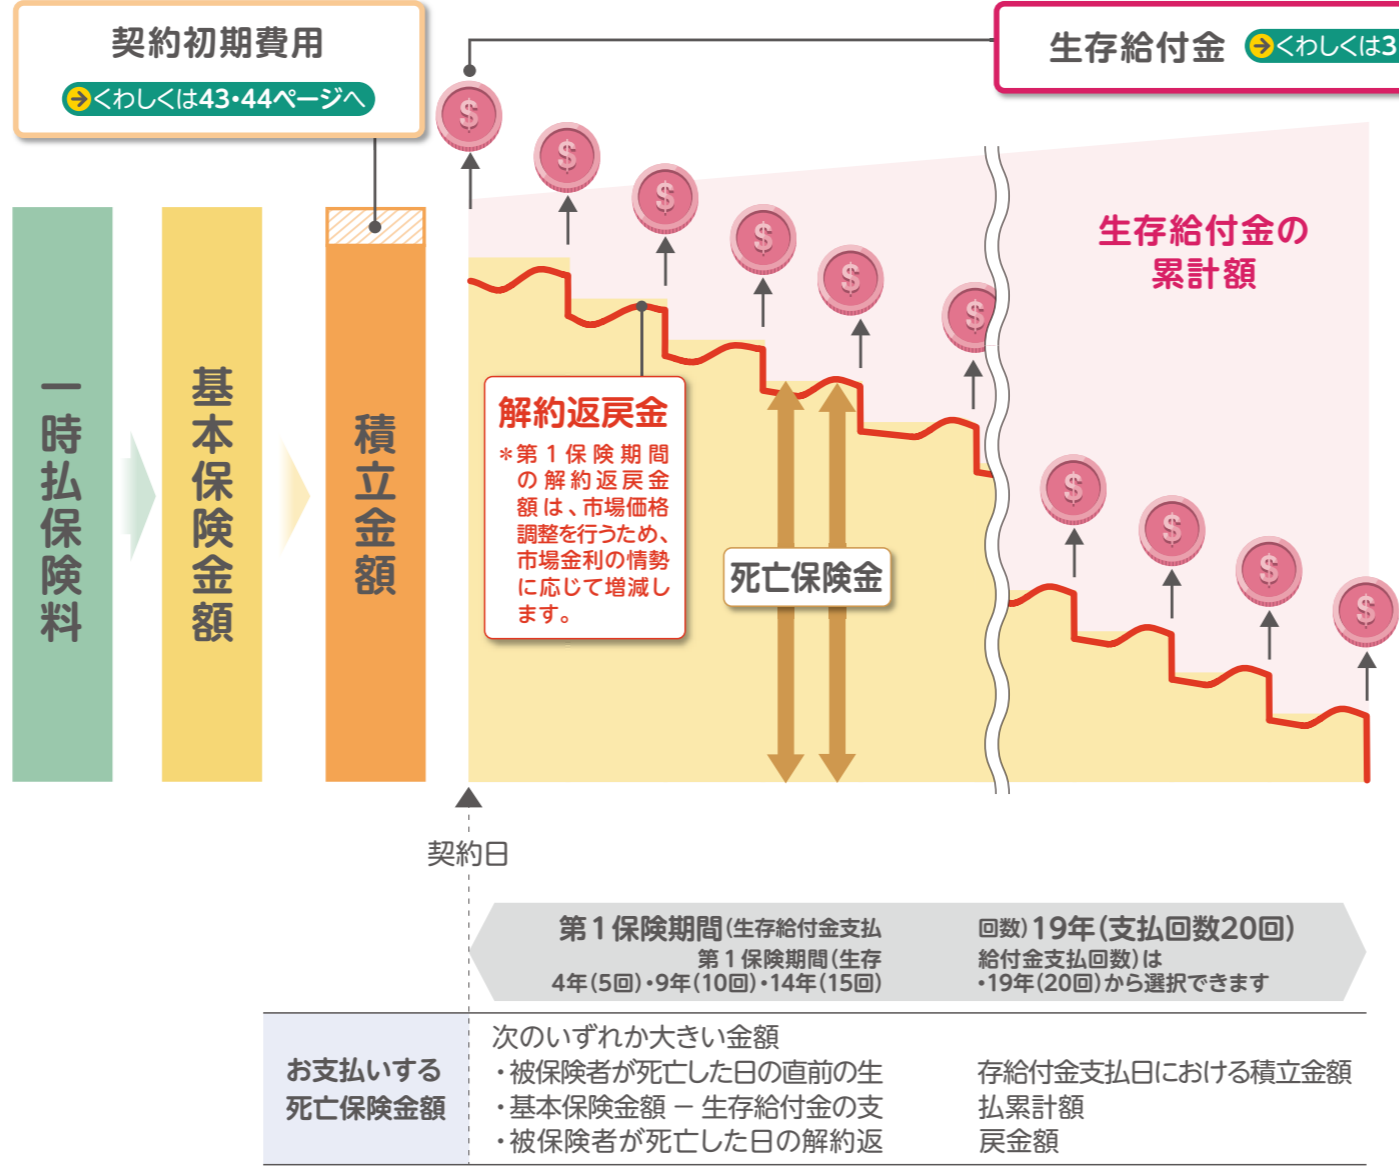 契約初期費用
くわしくは43・44ページへ
生存給付金
くわしくは3
$
$
$
$
$
$
生存給付金の
累計額
一時払保険料
基本保険金額
積立金額
解約返戻金
＊第1保険期間
の解約返戻金
額は、市場価格
調整を行うため、
市場金利の情勢
に応じて増減し
ます。
死亡保険金
$
$
$
$
契約日
第1保険期間(生存給付金支払回数)19年(支払回数20回)
第1保険期間(生存給付金支払回数)は
4年(5回)・9年(10回)・14年(15回)・19年(20回)から選択できます
お支払いする
死亡保険金額
次のいずれか大きい金額
・被保険者が死亡した日の直前の生存給付金支払日における積立金額
・基本保険金額 － 生存給付金の支払累計額
・被保険者が死亡した日の解約返戻金額